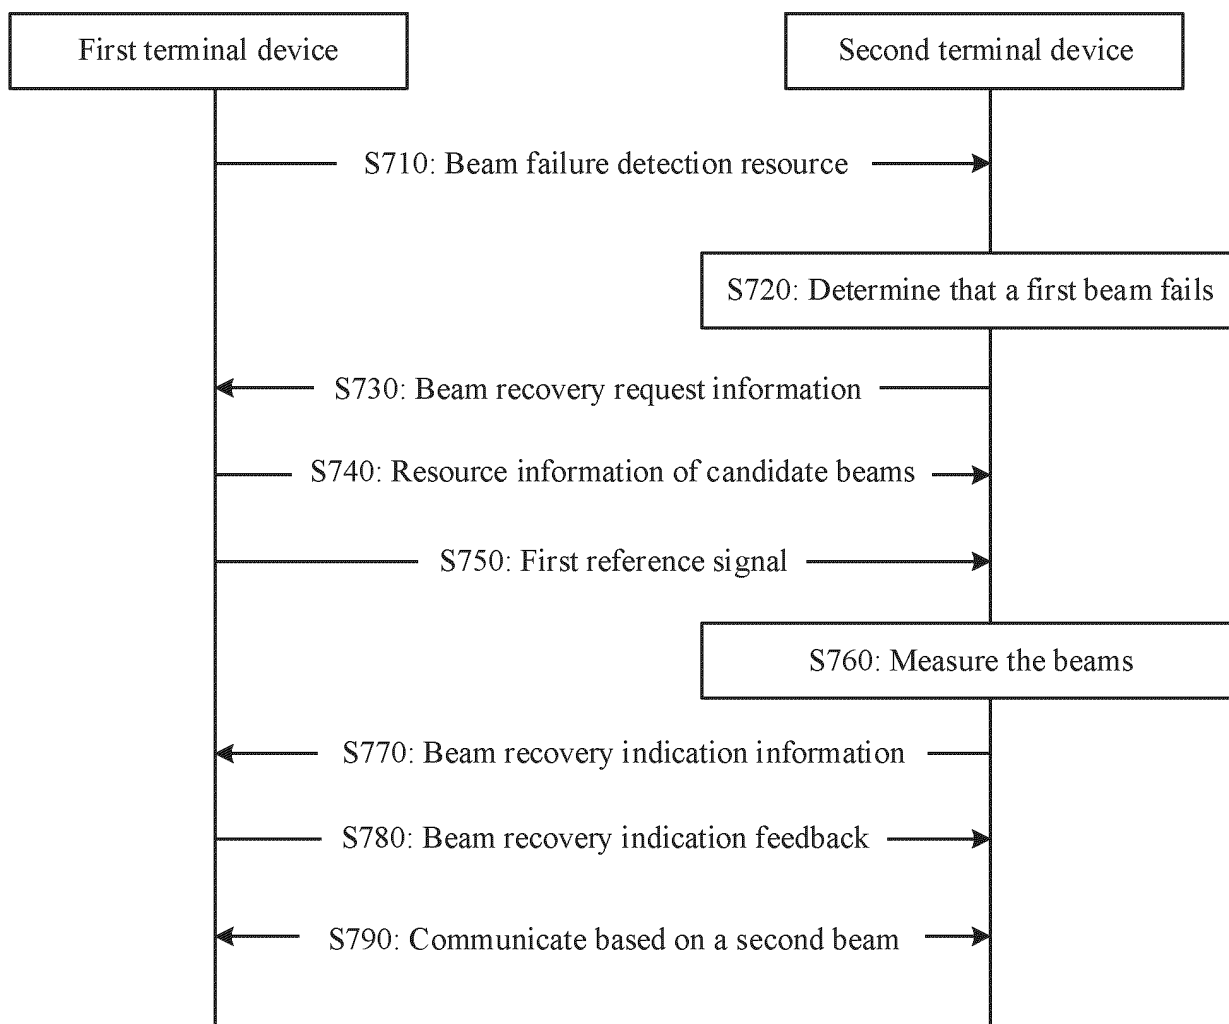 First terminal device
Second terminal device
S710: Beam failure detection resource
S720: Determine that a first beam fails
S730: Beam recovery request information
S740: Resource information of candidate beams
S750: First reference signal
S760: Measure the beams
S770: Beam recovery indication information
S780: Beam recovery indication feedback
S790: Communicate based on a second beam